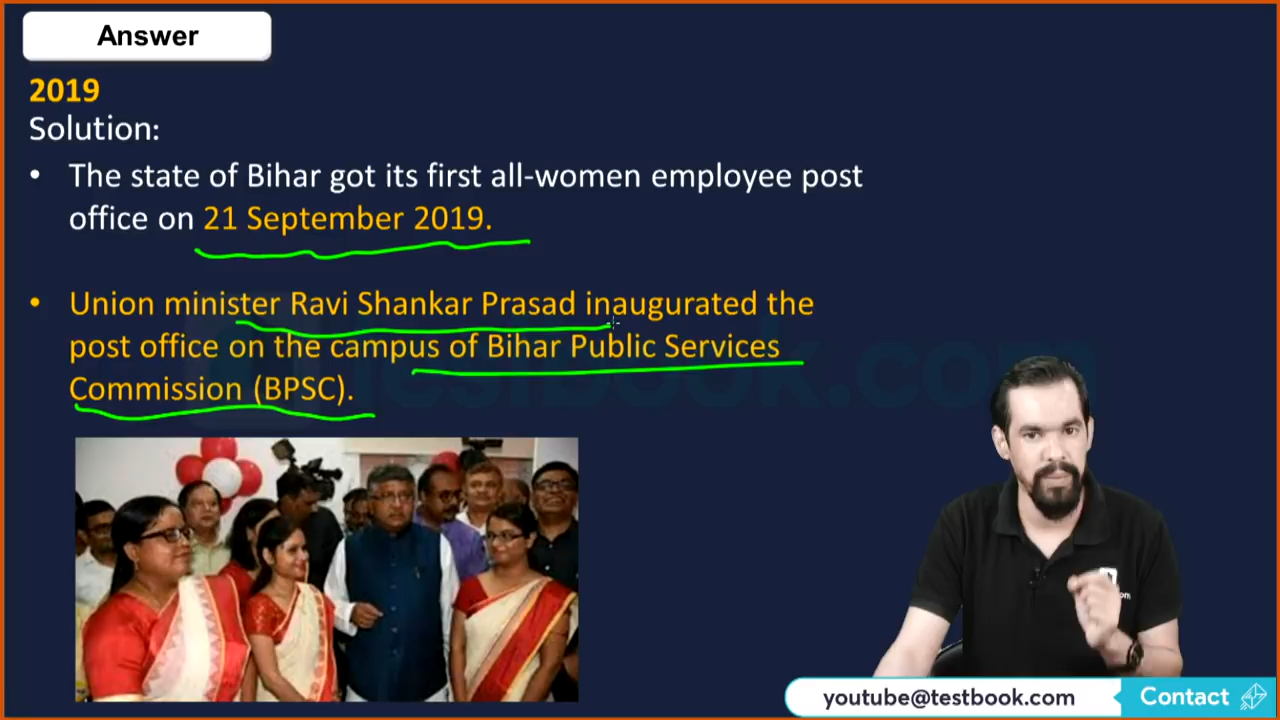 Answer
2019
Solution:
• The state of Bihar got its first all-women employee post
office on 21 September 2019.
• Union minister Ravi Shankar Prasad inaugurated the
post office on the campus of Bihar Public Services
Commission (BPSC).
testbook.com
youtube@testbook.com
Contact